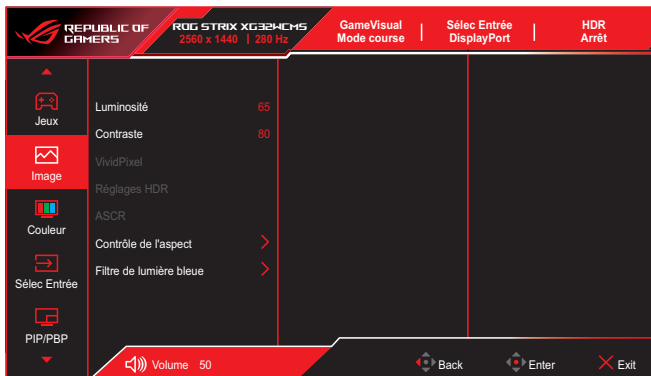 REPUBLIC OF
GAMERS
ROG STRIX XG32WCMS
2560 x 1440 | 280 Hz
GameVisual
Mode course
Sélec Entrée
DisplayPort
HDR
Arrêt
Jeux
Image
Couleur
Sélec Entrée
PIP/PBP
Luminosité 65
Contraste 80
VividPixel
Réglages HDR
ASCR
Contrôle de l'aspect
Filtre de lumière bleue
Volume 50
Back
Enter
Exit